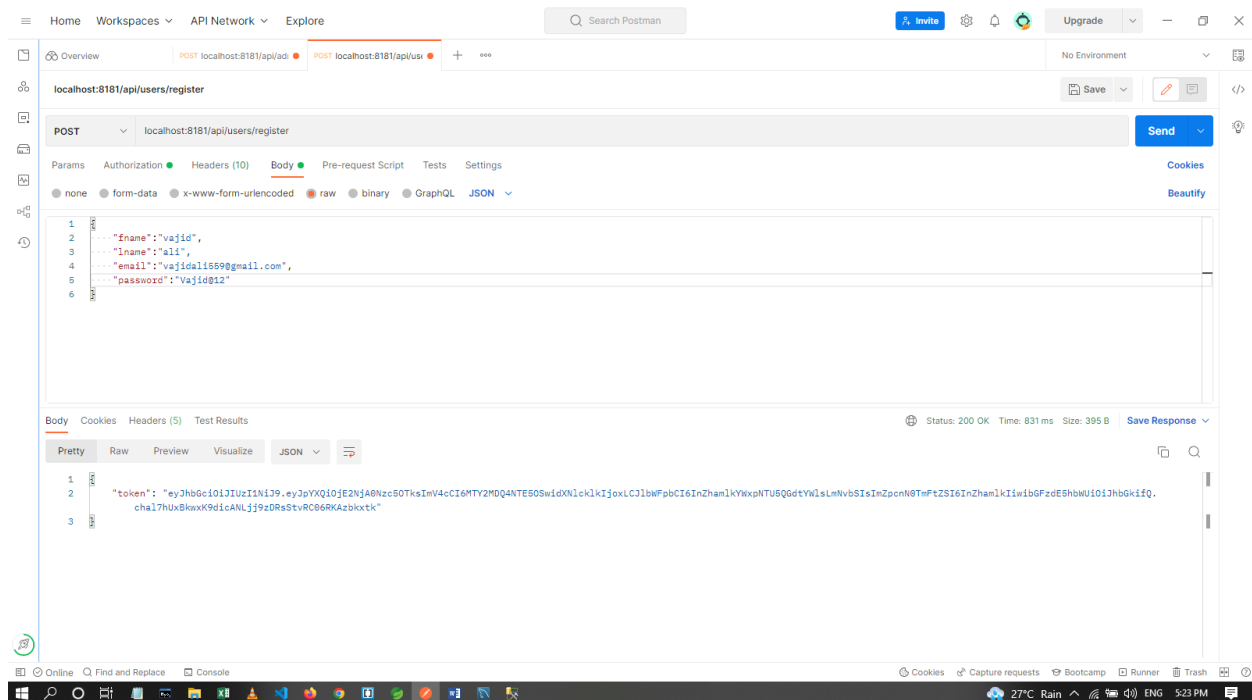 Home Workspaces API Network Explore Search Postman Invite Upgrade
Overview POST localhost:8181/api/ad POST localhost:8181/api/use No Environment
localhost:8181/api/users/register Save
POST localhost:8181/api/users/register Send
Params Authorization Headers (10) Body Pre-request Script Tests Settings Cookies
none form-data x-www-form-urlencoded raw binary GraphQL JSON Beautify
1 {
2 "fname":"vajid",
3 "lname":"ali",
4 "email":"vajidali559@gmail.com",
5 "password":"Vajid@12"
6 }
Body Cookies Headers (5) Test Results Status: 200 OK Time: 831 ms Size: 395 B Save Response
Pretty Raw Preview Visualize JSON
1 {
2 "token":
3 }
Online Find and Replace Console Cookies Capture requests Bootcamp Runner Trash
27°C Rain ENG 5:23 PM